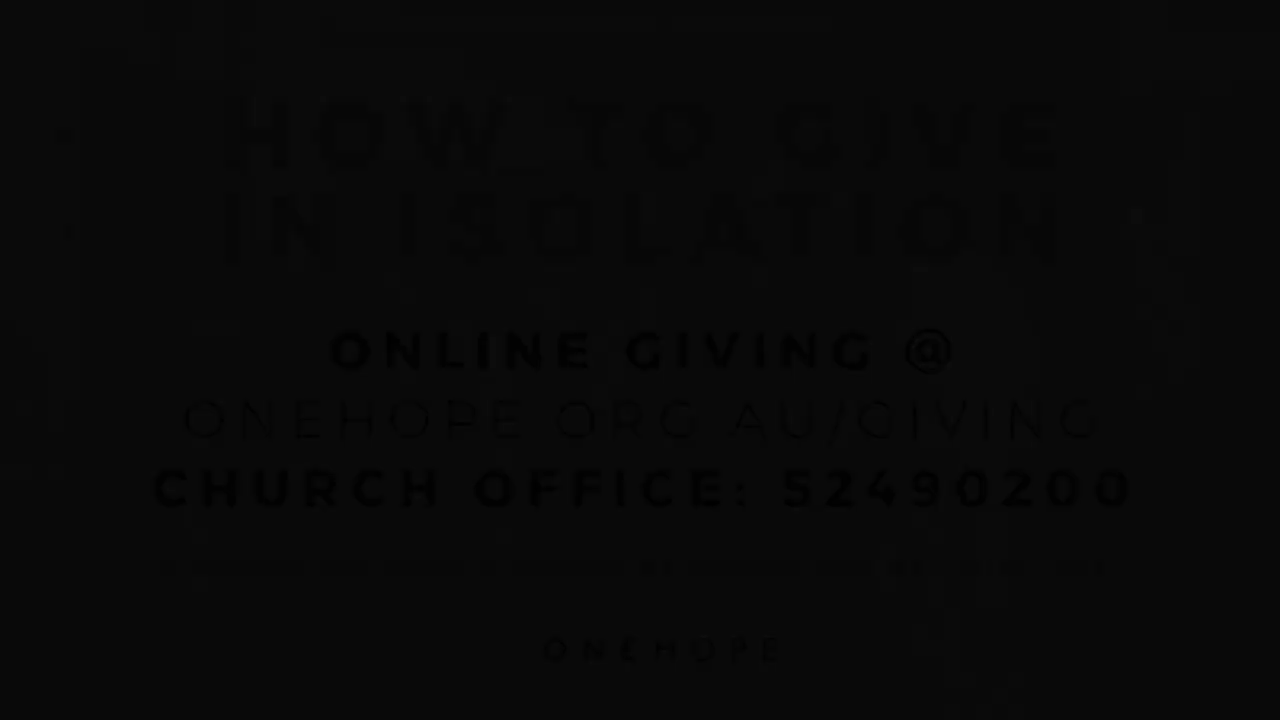 HOW TO GIVE
IN ISOLATION
ONLINE GIVING @
ONEHOPE.ORG.AU/GIVING
CHURCH OFFICE: 52490200
ONEHOPE